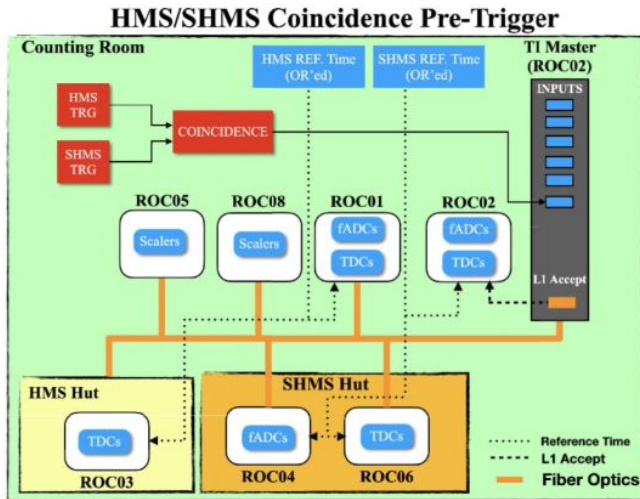 HMS/SHMS Coincidence Pre-Trigger
Counting Room
HMS REF. Time
(OR'ed)
SHMS REF. Time
(OR'ed)
TI Master
(ROC02)
INPUTS
HMS
TRG
COINCIDENCE
SHMS
TRG
ROC05
ROC08
ROC01
ROC02
Scalers
Scalers
fADCs
TDCs
fADCs
TDCs
L1 Accept
HMS Hut
SHMS Hut
TDCs
fADCs
TDCs
ROC03
ROC04
ROC06
Reference Time
L1 Accept
Fiber Optics